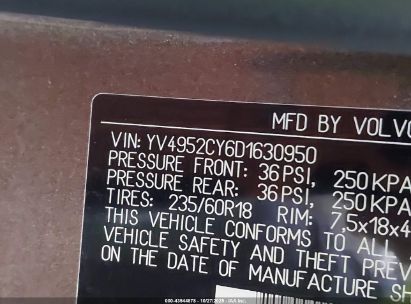 MFD BY VOLVO
VIN: YV4952CY6D1630950
PRESSURE FRONT: 36PSI, 250KPA
PRESSURE REAR: 36PSI, 250KPA
TIRES: 235/60R18 RIM: 7,5x18x4
THIS VEHICLE CONFORMS TO ALL
VEHICLE SAFETY AND THEFT PREV
ON THE DATE OF MANUFACTURE SH